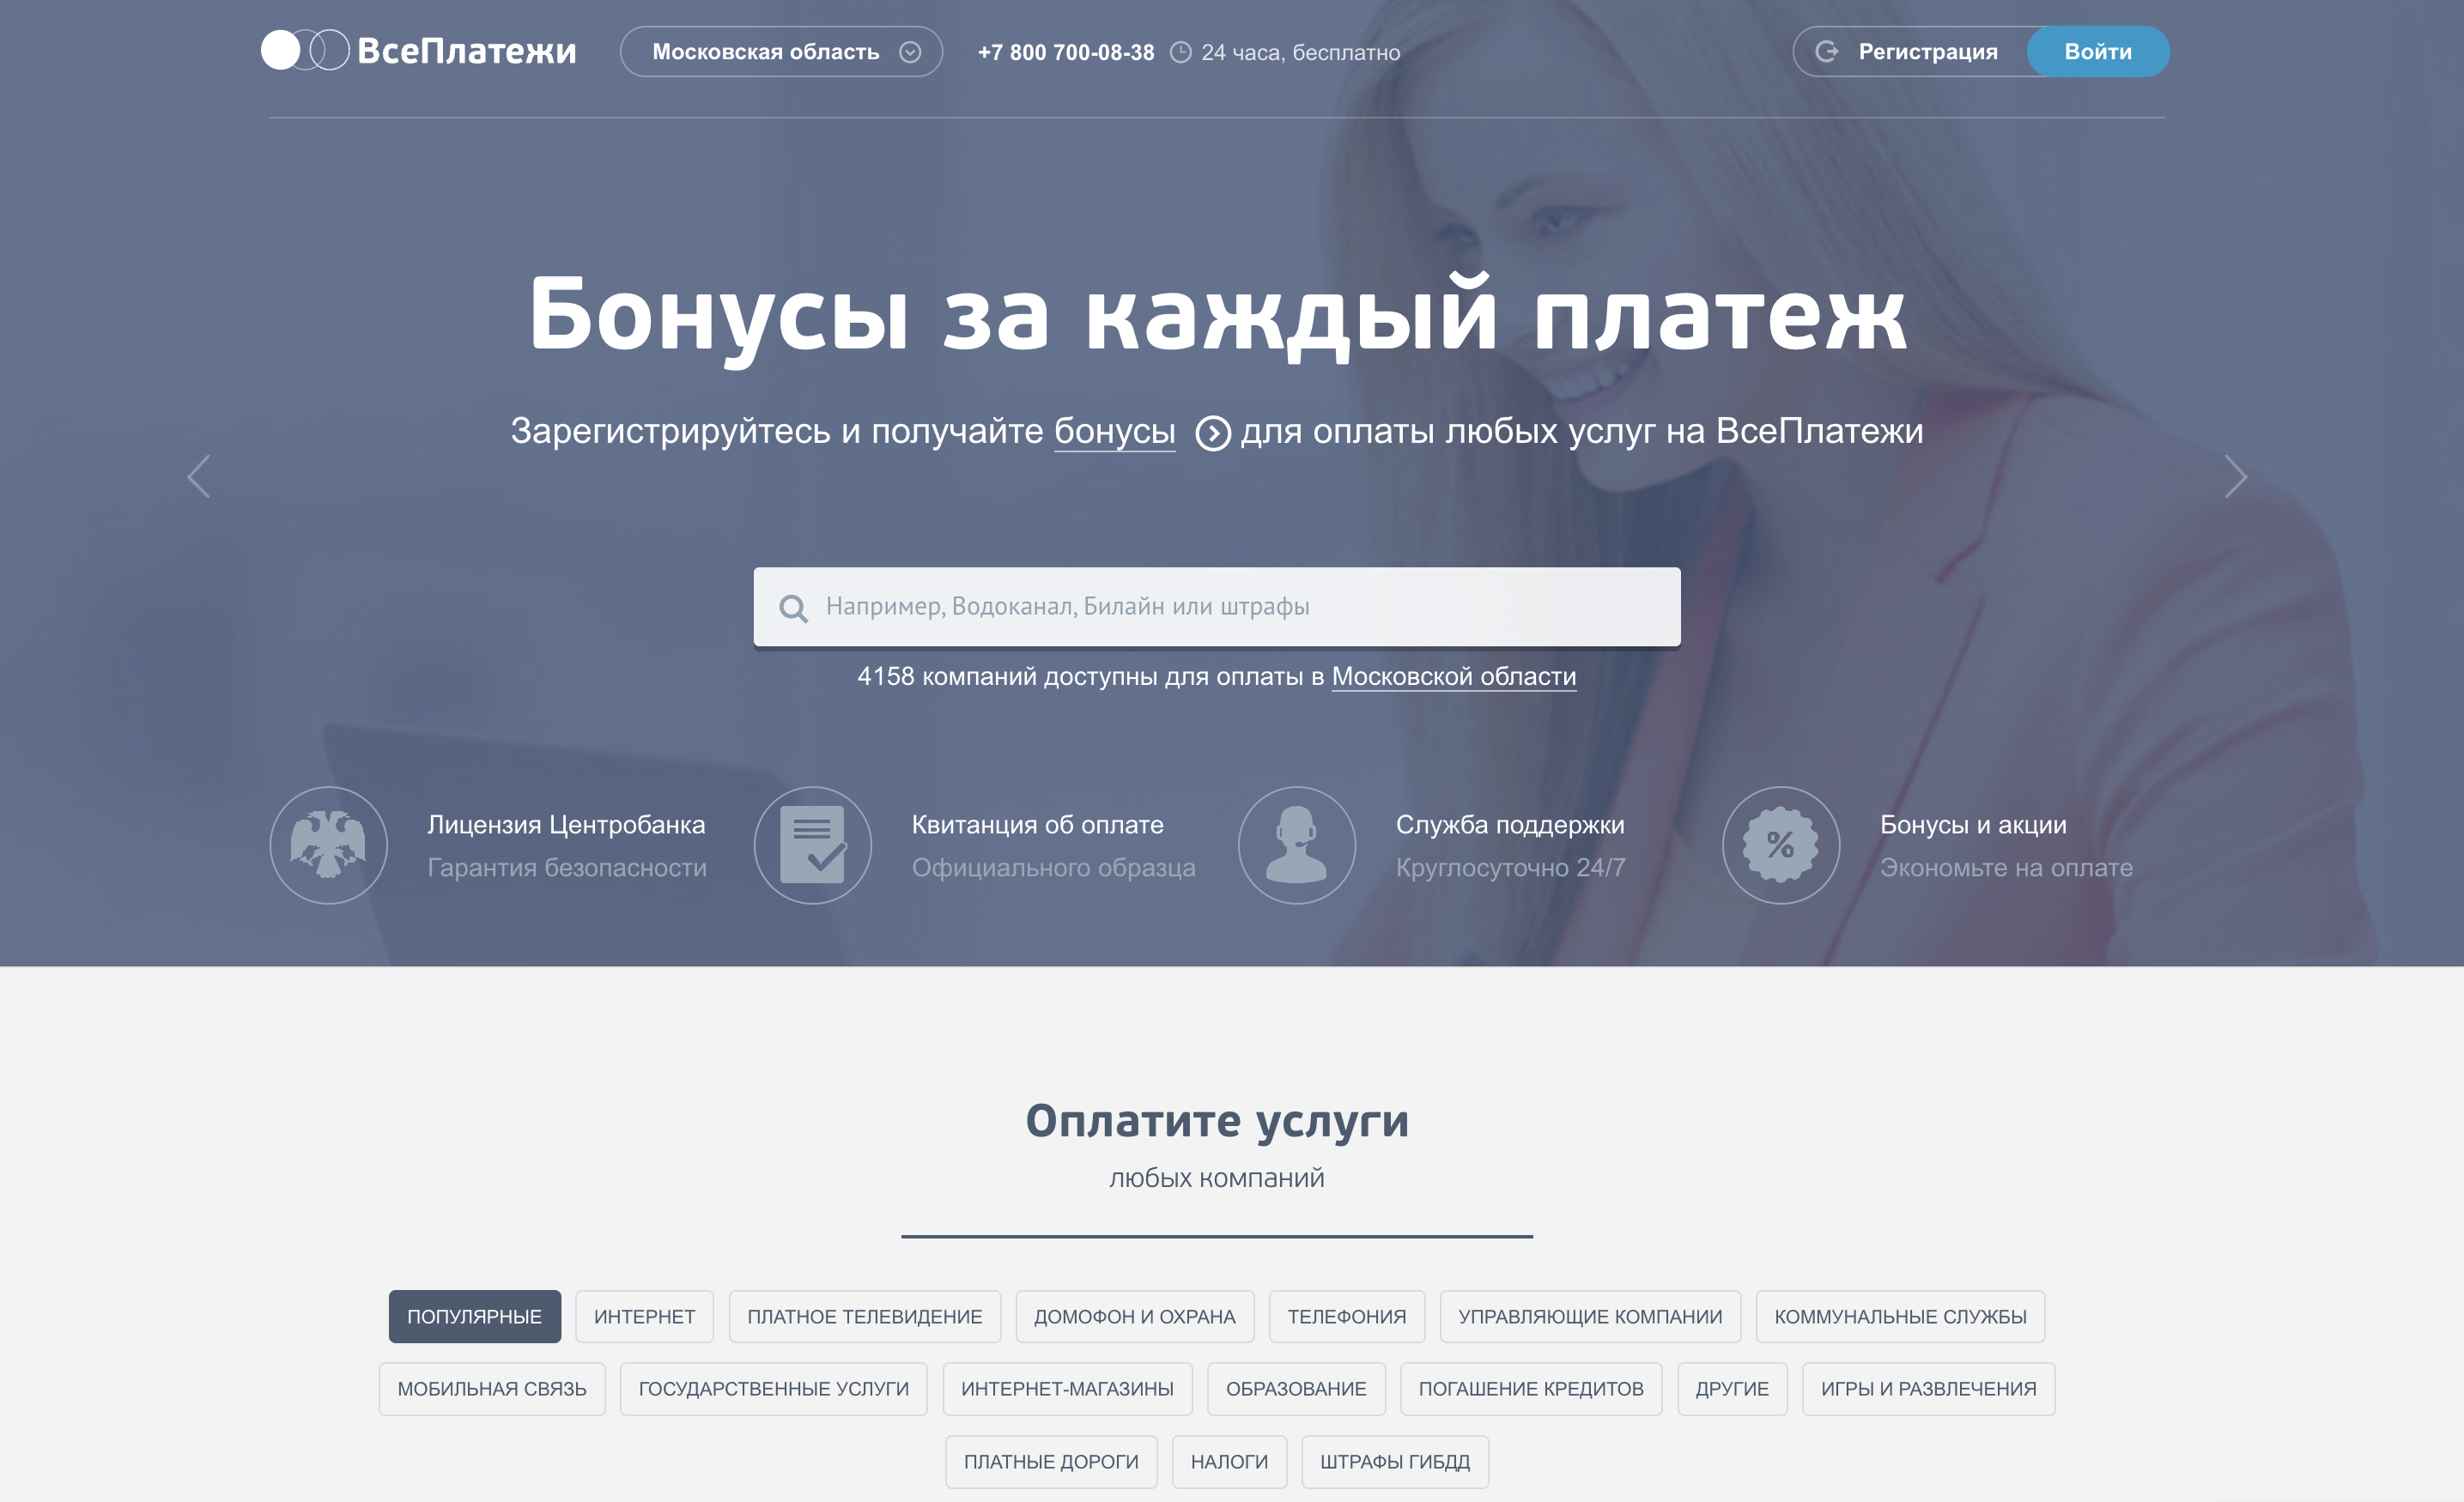 ВсеПлатежи
Московская область
+7 800 700-08-38 24 часа, бесплатно
Регистрация
Войти
Бонусы за каждый платеж
Зарегистрируйтесь и получайте бонусы для оплаты любых услуг на ВсеПлатежи
Например, Водоканал, Билайн или штрафы
4158 компаний доступны для оплаты в Московской области
Лицензия Центробанка
Гарантия безопасности
Квитанция об оплате
Официального образца
Служба поддержки
Круглосуточно 24/7
%
Бонусы и акции
Экономьте на оплате
Оплатите услуги
любых компаний
ПОПУЛЯРНЫЕ
ИНТЕРНЕТ
ПЛАТНОЕ ТЕЛЕВИДЕНИЕ
ДОМОФОН И ОХРАНА
ТЕЛЕФОНИЯ
УПРАВЛЯЮЩИЕ КОМПАНИИ
КОММУНАЛЬНЫЕ СЛУЖБЫ
МОБИЛЬНАЯ СВЯЗЬ
ГОСУДАРСТВЕННЫЕ УСЛУГИ
ИНТЕРНЕТ-МАГАЗИНЫ
ОБРАЗОВАНИЕ
ПОГАШЕНИЕ КРЕДИТОВ
ДРУГИЕ
ИГРЫ И РАЗВЛЕЧЕНИЯ
ПЛАТНЫЕ ДОРОГИ
НАЛОГИ
ШТРАФЫ ГИБДД